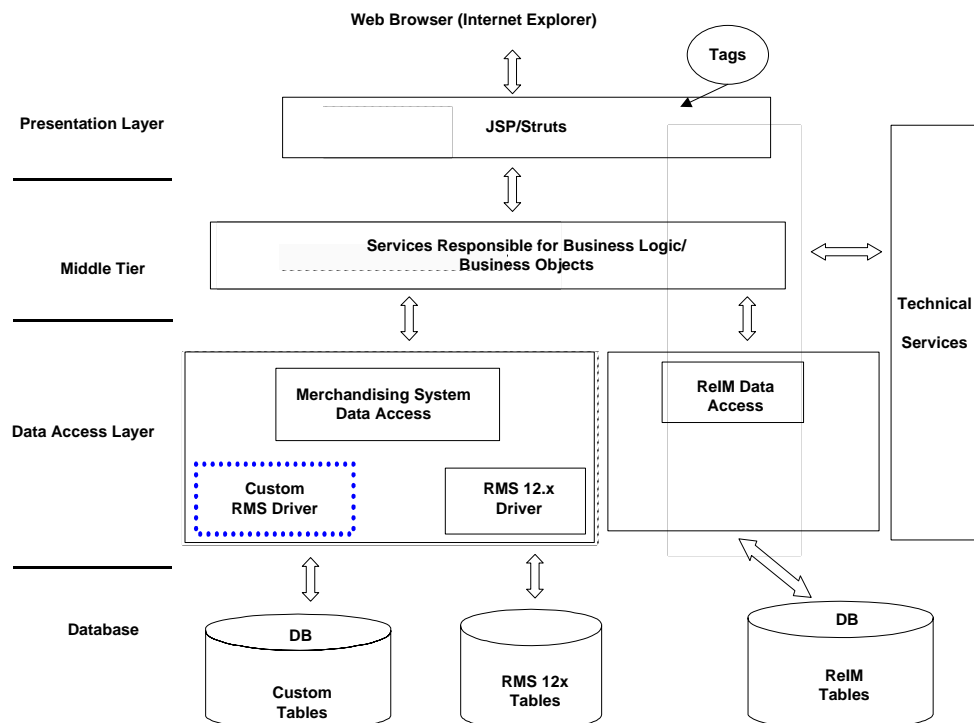 Web Browser (Internet Explorer)
Tags
Presentation Layer
JSP/Struts
Services Responsible for Business Logic/
Business Objects
Middle Tier
Technical
Services
Merchandising System
Data Access
ReIM Data
Access
Data Access Layer
Custom
RMS Driver
RMS 12.x
Driver
Database
DB
Custom
Tables
RMS 12x
Tables
DB
ReIM
Tables